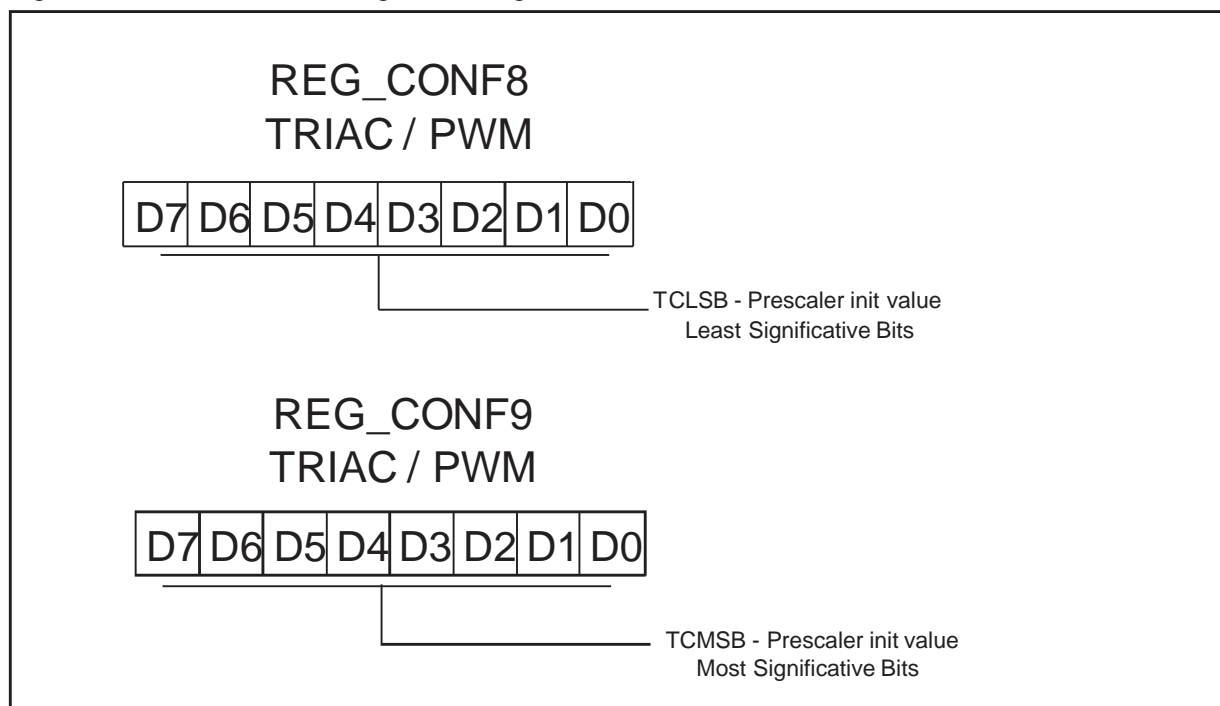 REG_CONF8
TRIAC / PWM
D7 D6 D5 D4 D3 D2 D1 D0
TCLSB - Prescaler init value
Least Significative Bits
REG_CONF9
TRIAC / PWM
D7 D6 D5 D4 D3 D2 D1 D0
TCMSB - Prescaler init value
Most Significative Bits